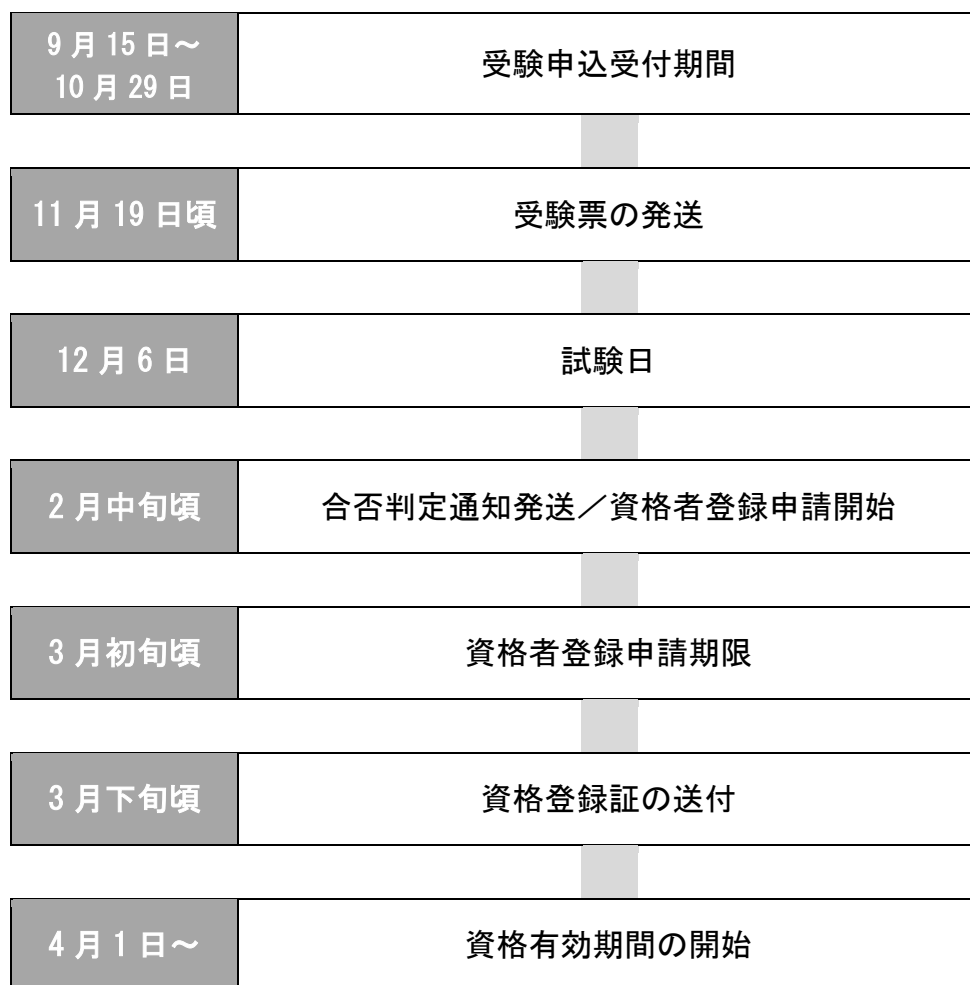 9月15日～
10月29日
受験申込受付期間
11月19日頃
受験票の発送
12月6日
試験日
2月中旬頃
合否判定通知発送／資格者登録申請開始
3月初旬頃
資格者登録申請期限
3月下旬頃
資格登録証の送付
4月1日～
資格有効期間の開始